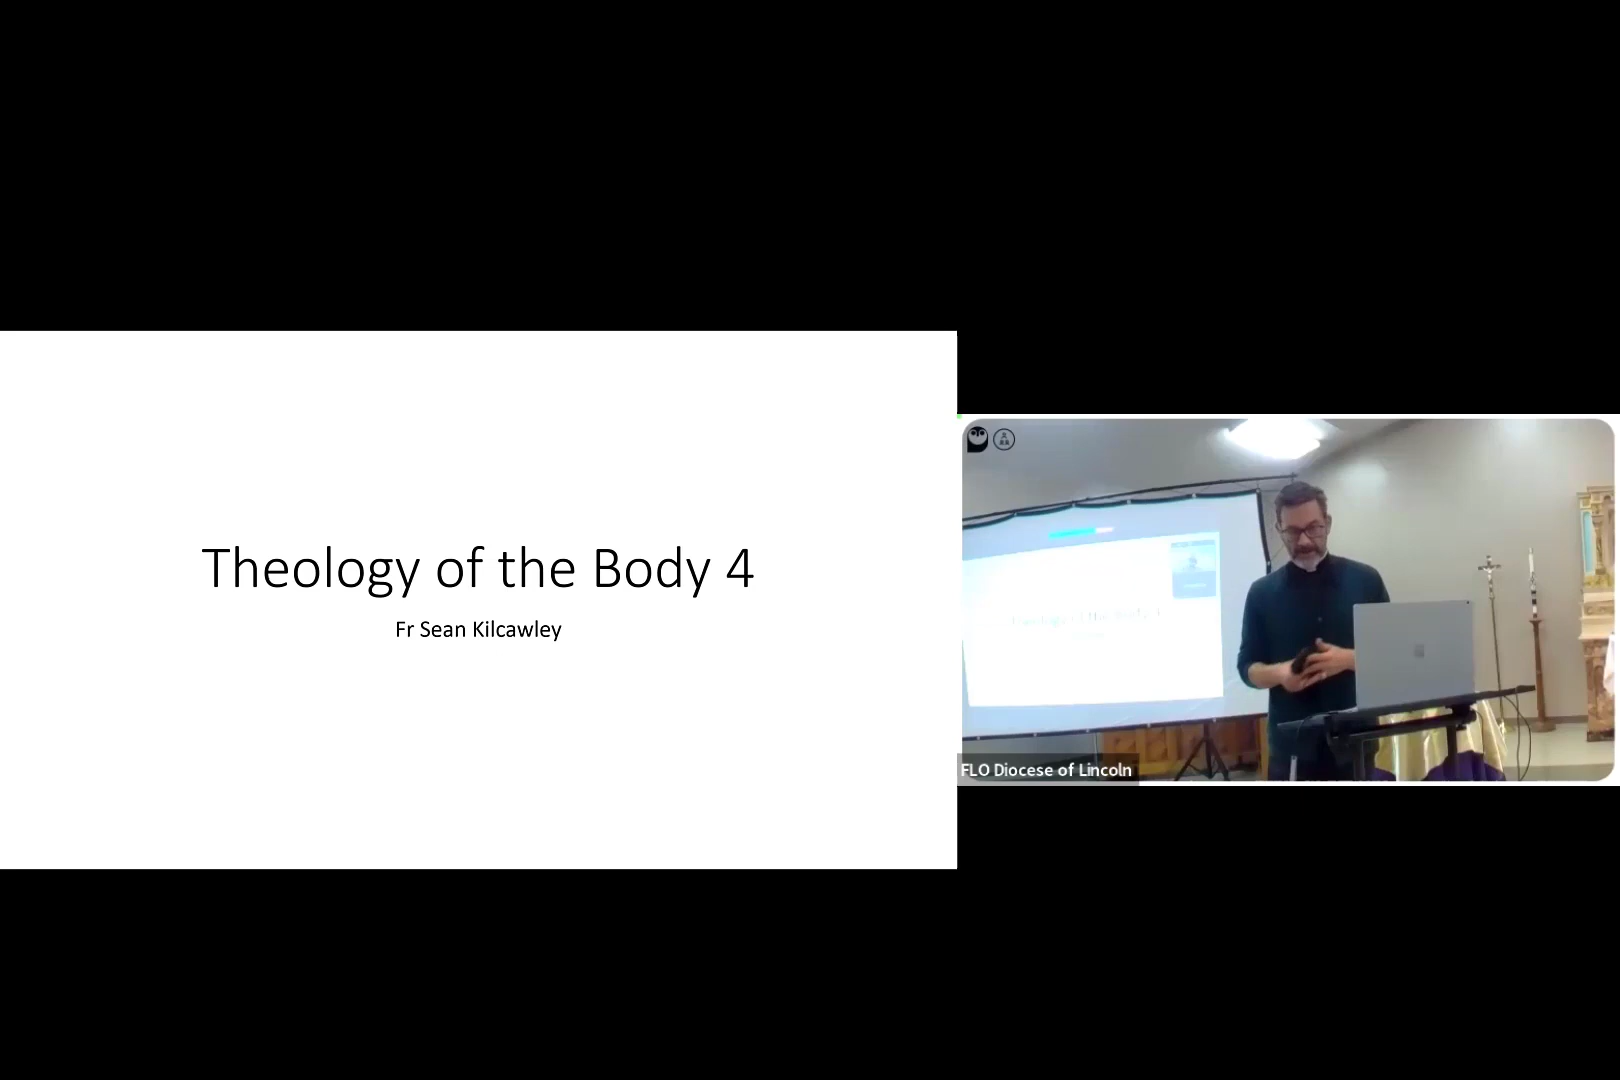 Theology of the Body 4
Fr Sean Kilcawley
FLO Diocese of Lincoln